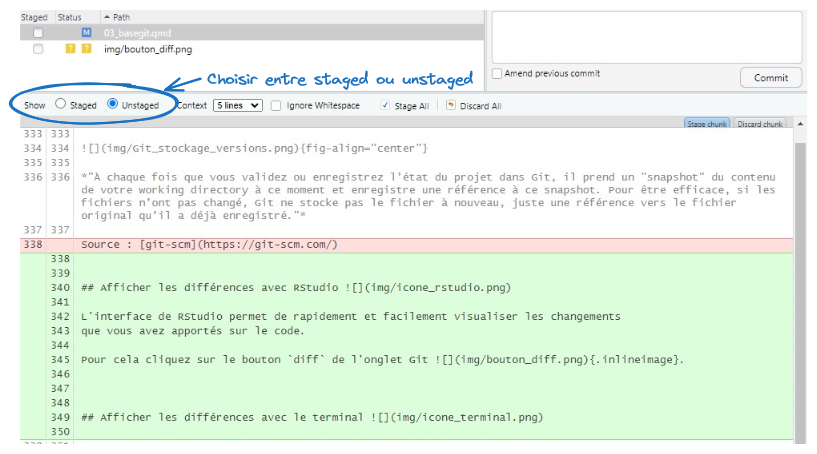 Staged Status Path
M 03_basegit.qmd
? ? img/bouton_diff.png
Choisir entre staged ou unstaged
Amend previous commit
Commit
Show Staged Unstaged Context 5 lines Ignore Whitespace Stage All Discard All
Stage chunk Discard chunk
333 333
334 334 ![](img/Git_stockage_versions.png){fig-align="center"}
335 335
336 336 *"À chaque fois que vous validez ou enregistrez l'état du projet dans Git, il prend un "snapshot" du contenu
de votre working directory à ce moment et enregistre une référence à ce snapshot. Pour être efficace, si les
fichiers n'ont pas changé, Git ne stocke pas le fichier à nouveau, juste une référence vers le fichier
original qu'il a déjà enregistré."*
337 337
338 Source : [git-scm](https://git-scm.com/)
338
339
340 ## Afficher les différences avec RStudio ![](img/icone_rstudio.png)
341
342 L'interface de RStudio permet de rapidement et facilement visualiser les changements
343 que vous avez apportés sur le code.
344
345 Pour cela cliquez sur le bouton `diff` de l'onglet Git ![](img/bouton_diff.png){.inlineimage}.
346
347
348
349 ## Afficher les différences avec le terminal ![](img/icone_terminal.png)
350